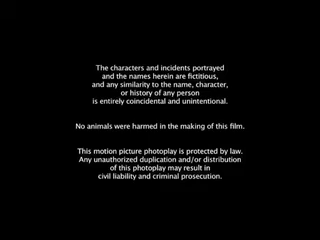 The characters and incidents portrayed
and the names herein are fictitious,
and any similarity to the name, character,
or history of any person
is entirely coincidental and unintentional.
No animals were harmed in the making of this film.
This motion picture photoplay is protected by law.
Any unauthorized duplication and/or distribution
of this photoplay may result in
civil liability and criminal prosecution.